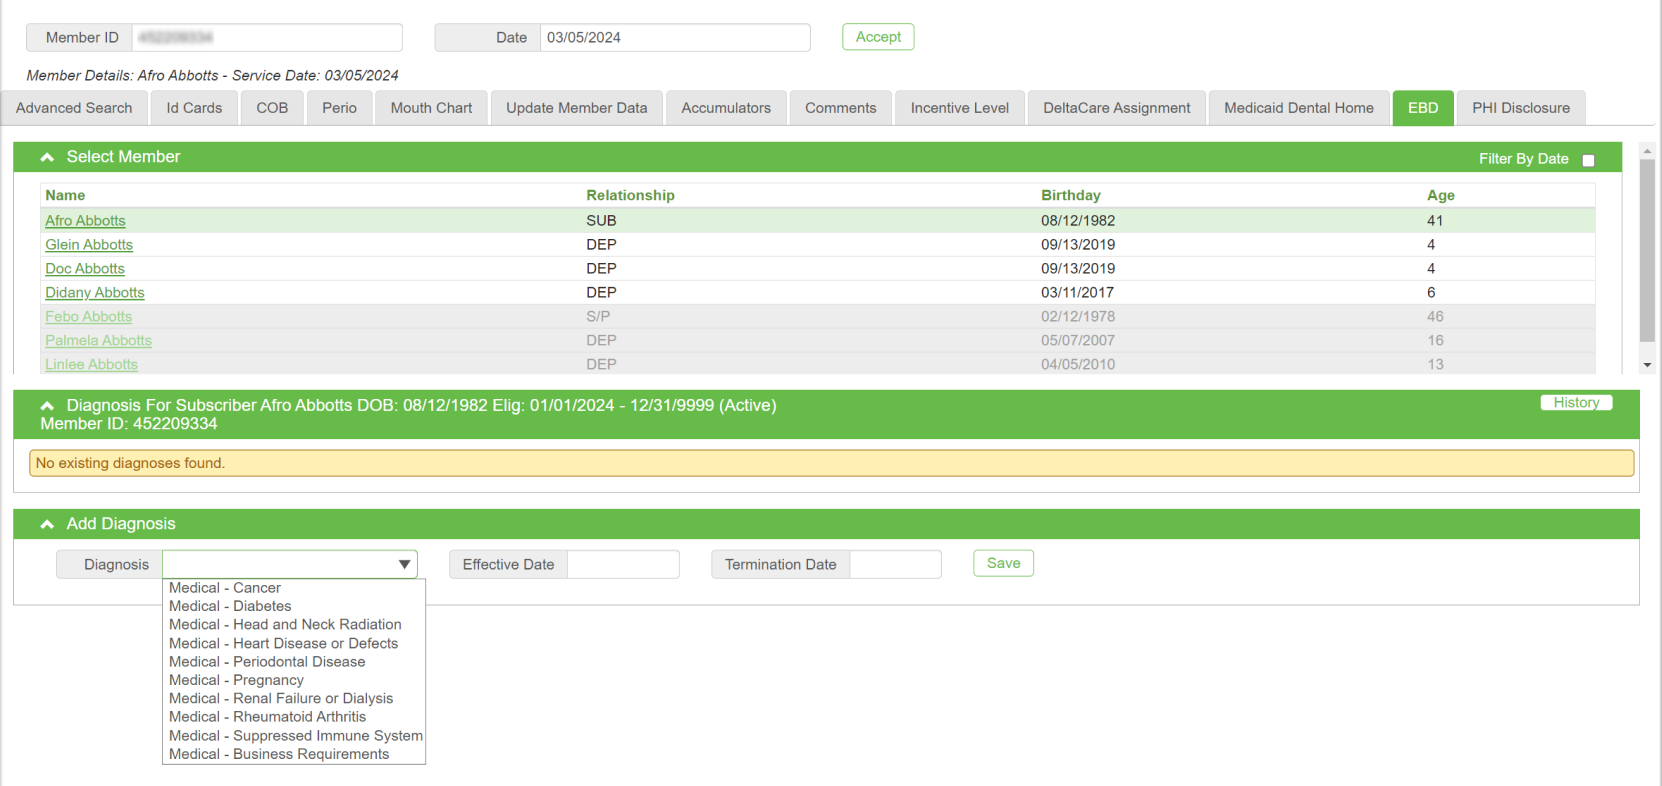 Member ID
Date 03/05/2024 Accept
Member Details: Afro Abbotts - Service Date: 03/05/2024
Advanced Search Id Cards COB Perio Mouth Chart Update Member Data Accumulators Comments Incentive Level DeltaCare Assignment Medicaid Dental Home EBD PHI Disclosure
Select Member Filter By Date
Name Relationship Birthday Age
Afro Abbotts SUB 08/12/1982 41
Glein Abbotts DEP 09/13/2019 4
Doc Abbotts DEP 09/13/2019 4
Didany Abbotts DEP 03/11/2017 6
Febo Abbotts S/P 02/12/1978 46
Palmela Abbotts DEP 05/07/2007 16
Linlee Abbotts DEP 04/05/2010 13
Diagnosis For Subscriber Afro Abbotts DOB: 08/12/1982 Elig: 01/01/2024 - 12/31/9999 (Active) History
Member ID: 452209334
No existing diagnoses found.
Add Diagnosis
Diagnosis Effective Date Termination Date Save
Medical - Cancer
Medical - Diabetes
Medical - Head and Neck Radiation
Medical - Heart Disease or Defects
Medical - Periodontal Disease
Medical - Pregnancy
Medical - Renal Failure or Dialysis
Medical - Rheumatoid Arthritis
Medical - Suppressed Immune System
Medical - Business Requirements